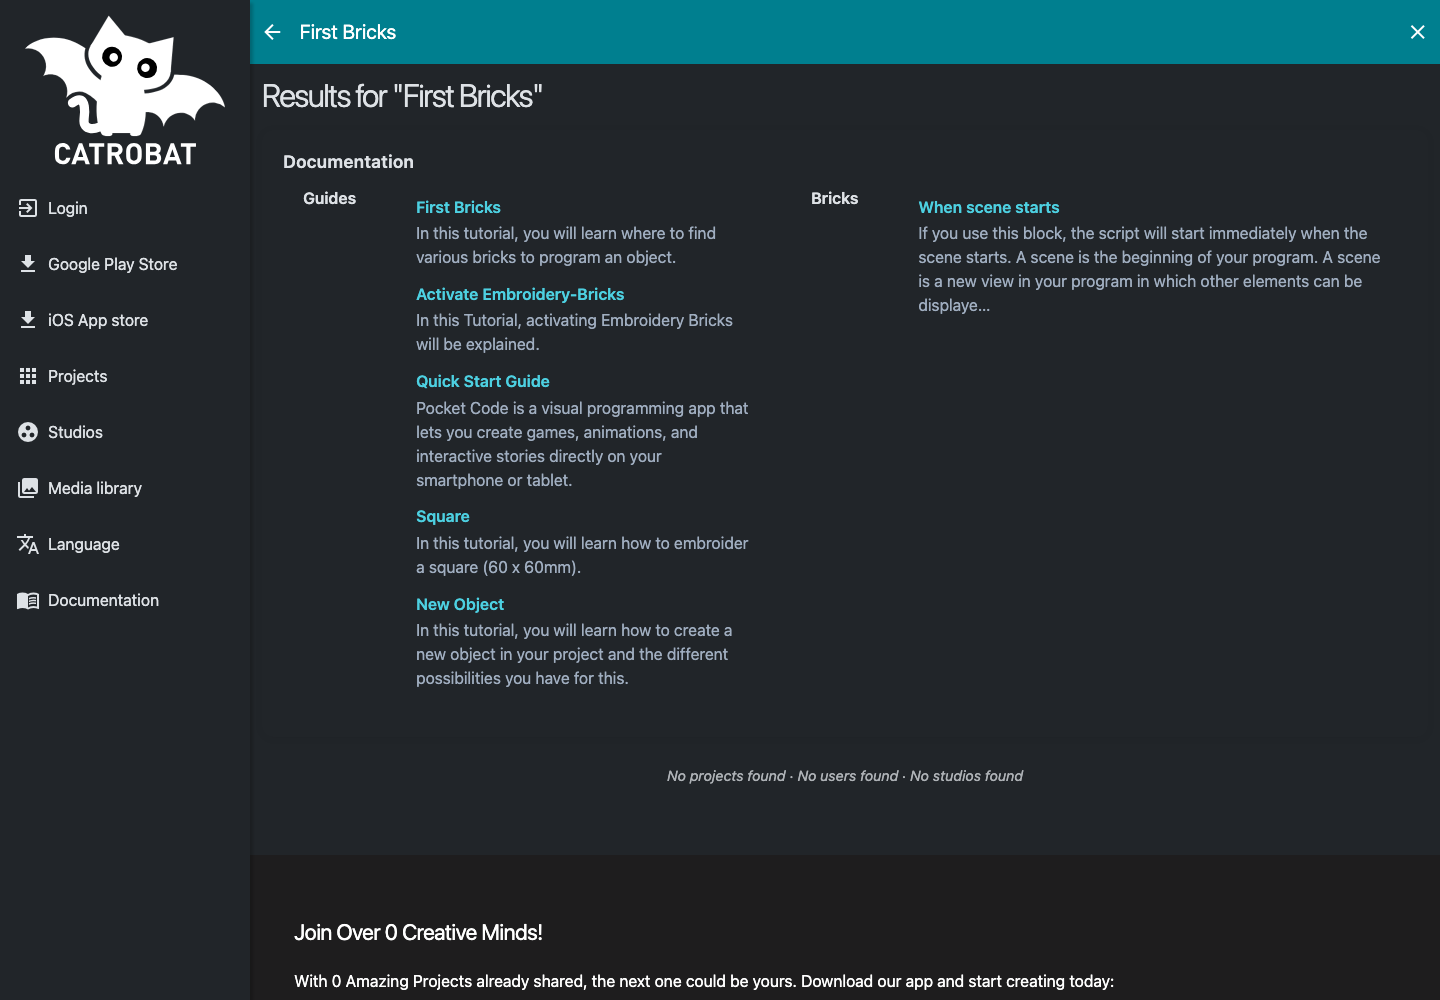 CATROBAT
Login
Google Play Store
iOS App store
Projects
Studios
Media library
Language
Documentation
First Bricks
Results for "First Bricks"
Documentation
Guides
First Bricks
In this tutorial, you will learn where to find
various bricks to program an object.
Activate Embroidery-Bricks
In this Tutorial, activating Embroidery Bricks
will be explained.
Quick Start Guide
Pocket Code is a visual programming app that
lets you create games, animations, and
interactive stories directly on your
smartphone or tablet.
Square
In this tutorial, you will learn how to embroider
a square (60 x 60mm).
New Object
In this tutorial, you will learn how to create a
new object in your project and the different
possibilities you have for this.
Bricks
When scene starts
If you use this block, the script will start immediately when the
scene starts. A scene is the beginning of your program. A scene
is a new view in your program in which other elements can be
displaye...
No projects found · No users found · No studios found
Join Over 0 Creative Minds!
With 0 Amazing Projects already shared, the next one could be yours. Download our app and start creating today: